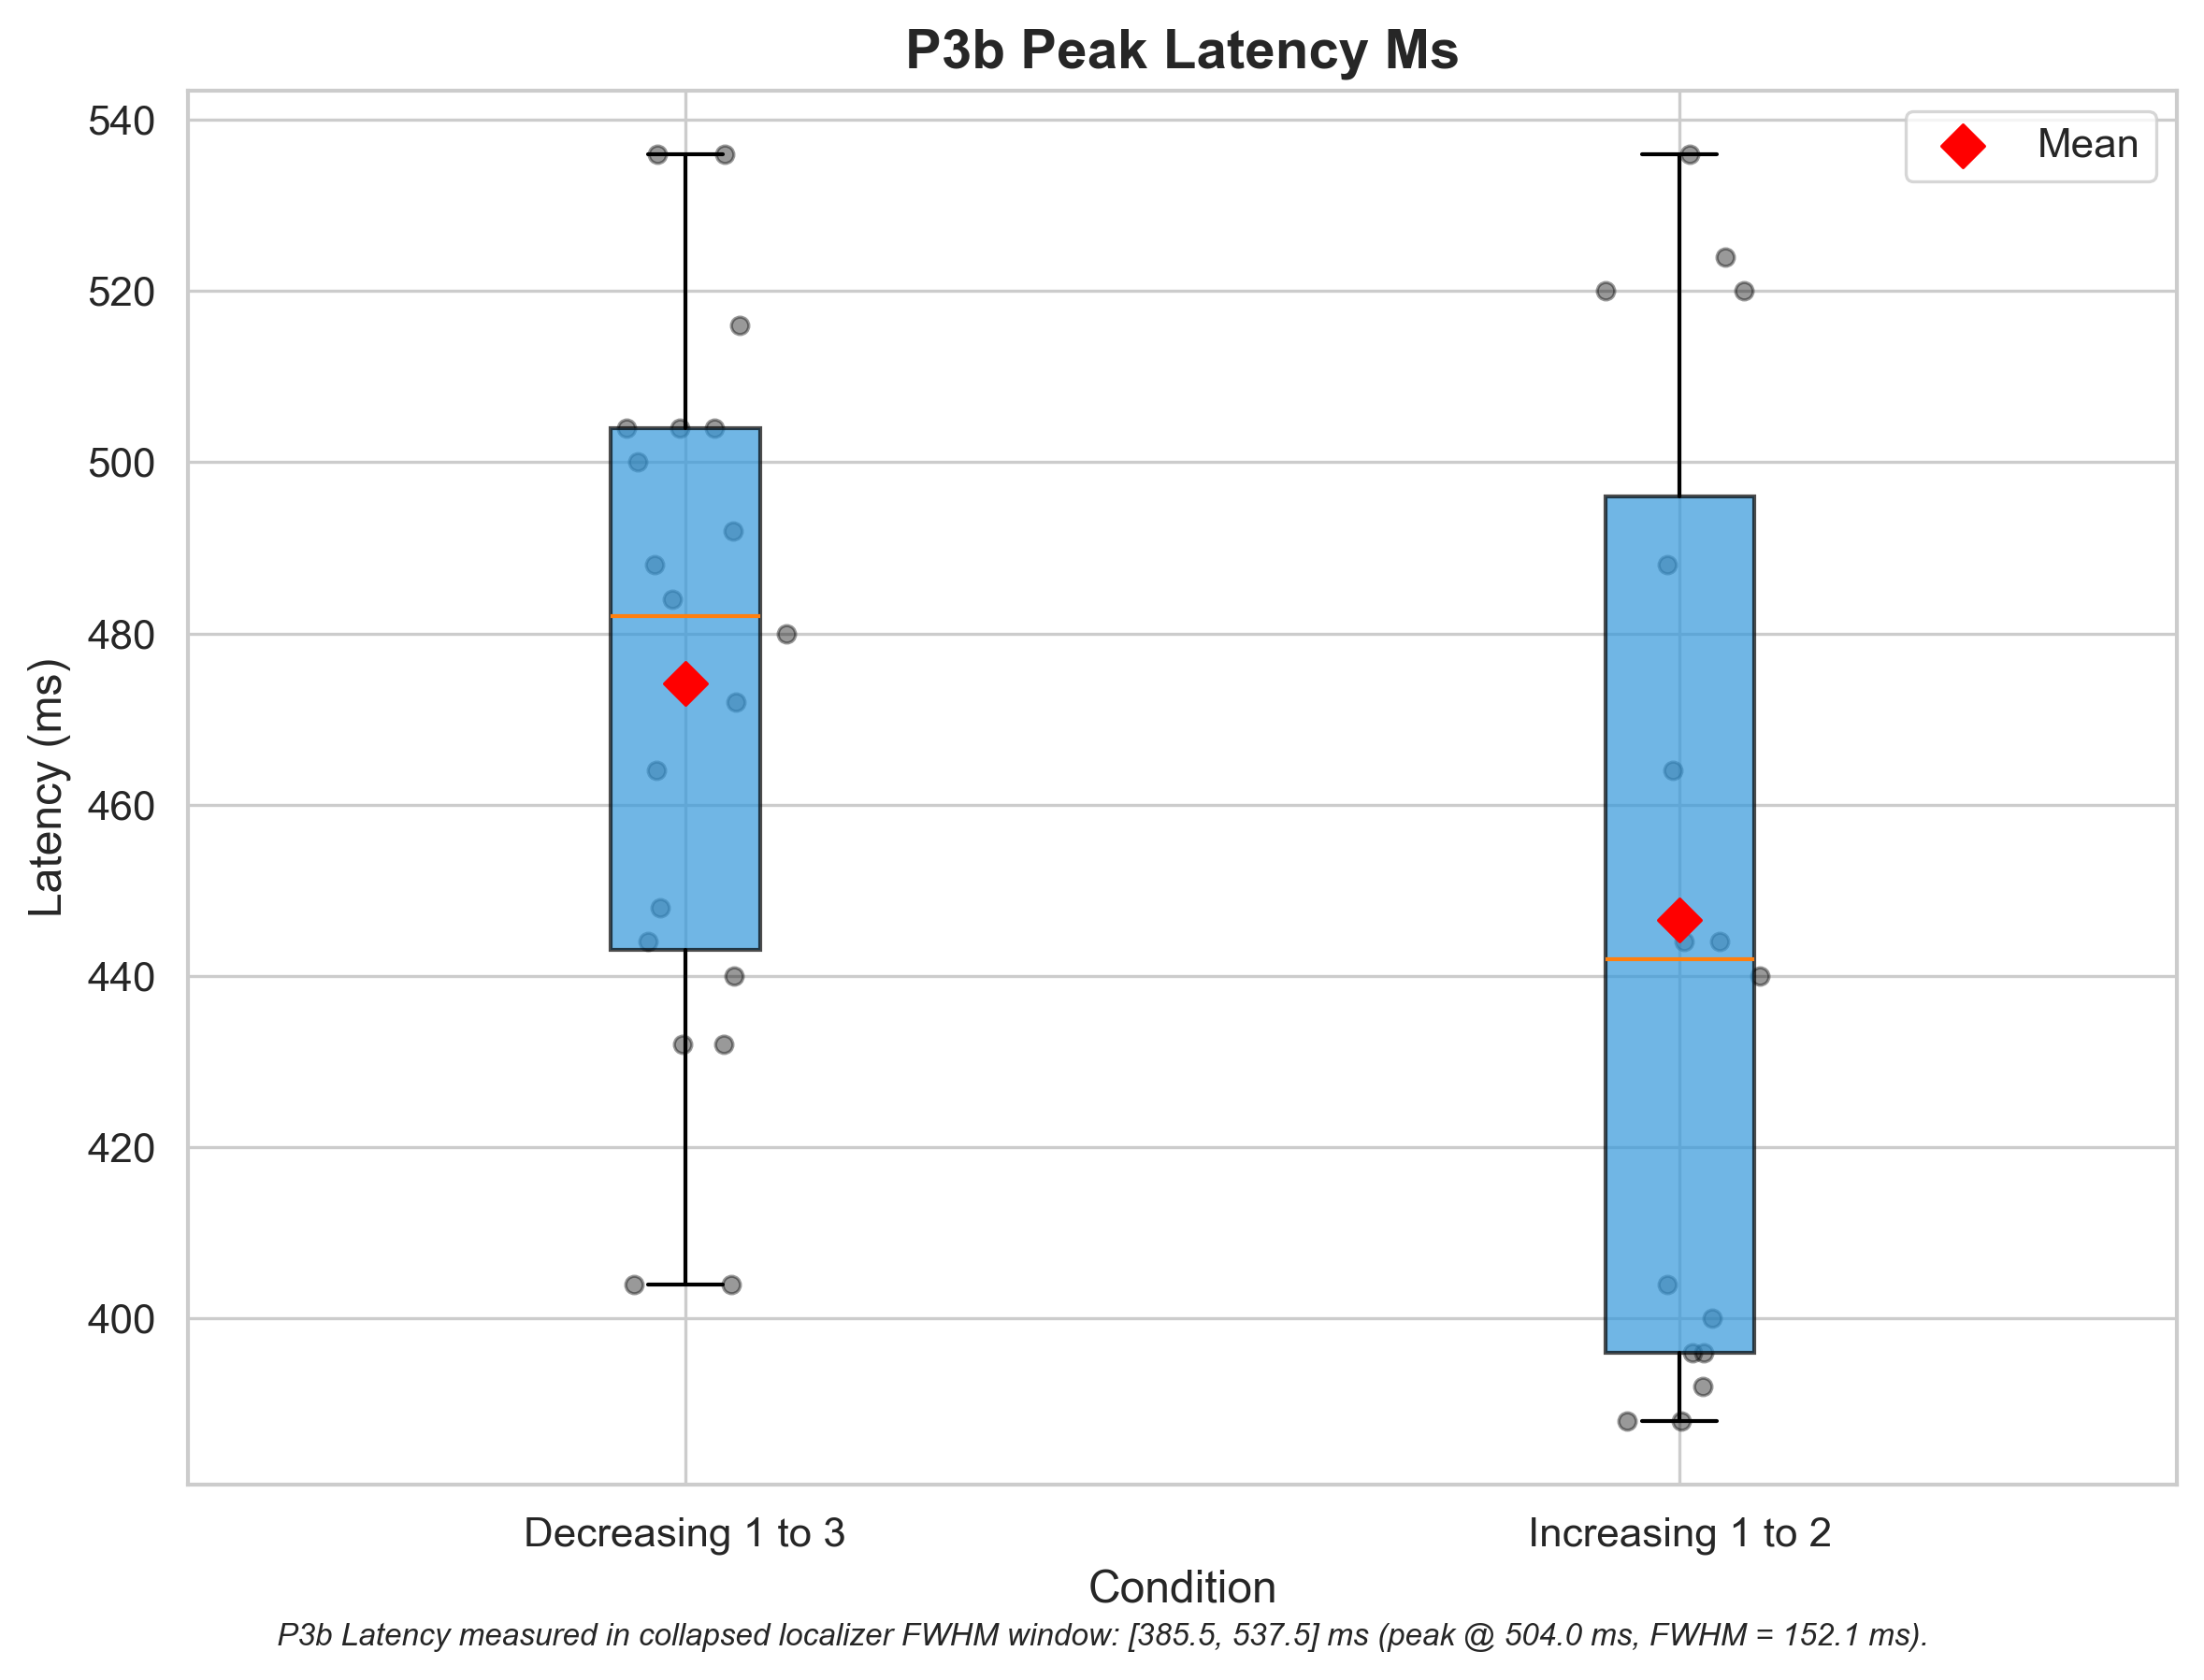 P3b Peak Latency Ms
Mean
540
520
500
480
460
440
420
400
Latency (ms)
Decreasing 1 to 3
Increasing 1 to 2
Condition
P3b Latency measured in collapsed localizer FWHM window: [385.5, 537.5] ms (peak @ 504.0 ms, FWHM = 152.1 ms).